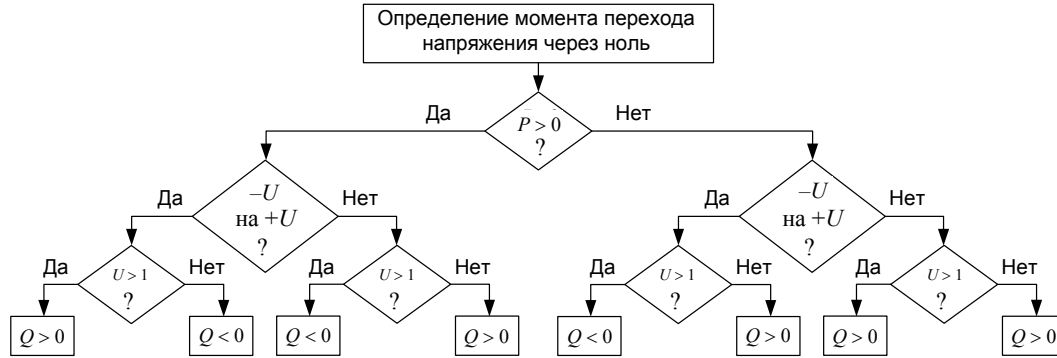 Определение момента перехода
напряжения через ноль
Да
P > 0
?
Нет
Да
–U
на +U
?
Нет
Да
–U
на +U
?
Нет
Да
U > 1
?
Нет
Да
U > 1
?
Нет
Да
U > 1
?
Нет
Да
U > 1
?
Нет
Q > 0
Q < 0
Q < 0
Q > 0
Q < 0
Q > 0
Q > 0
Q > 0